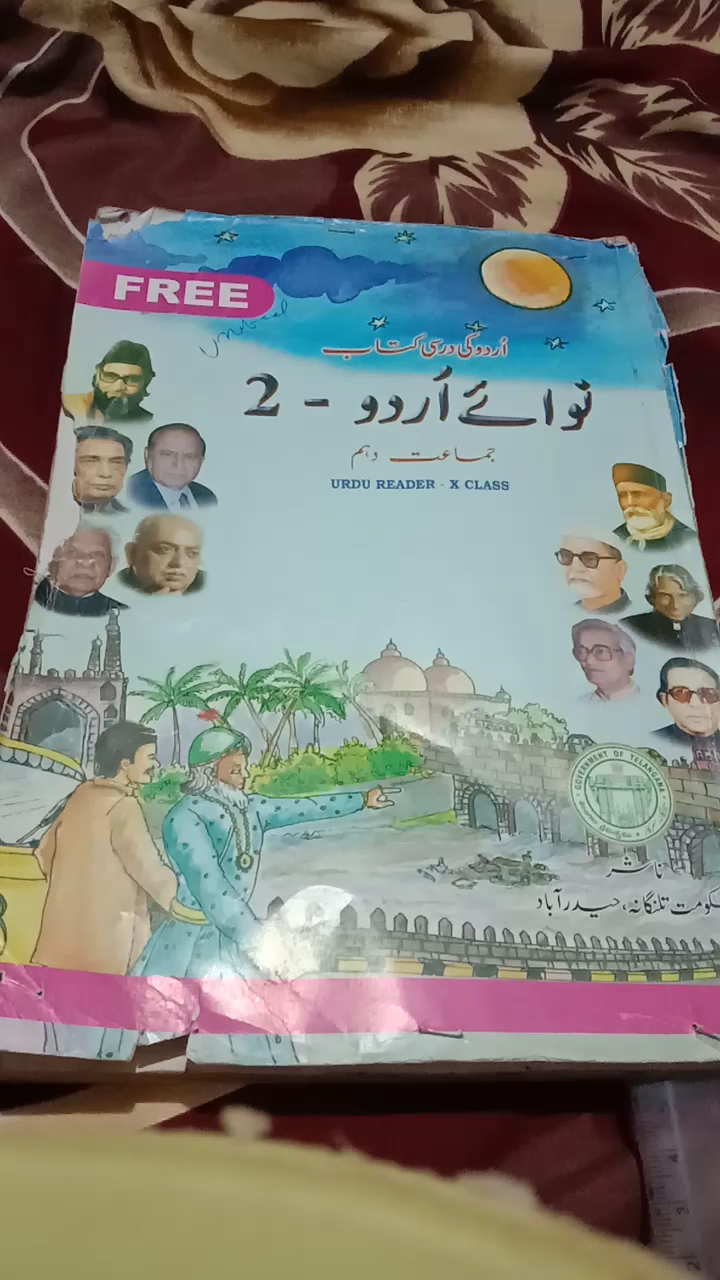 FREE
اُردو کی درسی کتاب
نوائے اُردو - 2
جماعت دہم
URDU READER - X CLASS
GOVERNMENT OF TELANGANA
ناشر
حکومت تلنگانہ، حیدرآباد